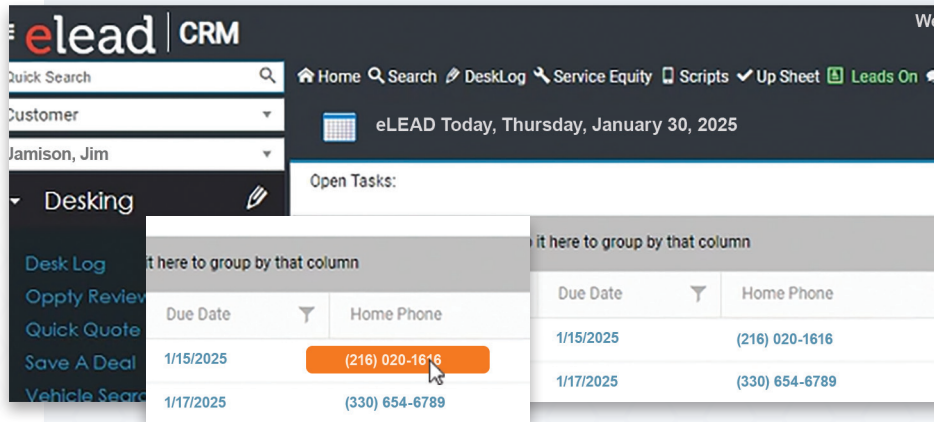 elead CRM
We
Quick Search
Home Search DeskLog Service Equity Scripts Up Sheet Leads On
Customer
eLEAD Today, Thursday, January 30, 2025
Jamison, Jim
Open Tasks:
Desking
Desk Log
Oppty Review
Quick Quote
Save A Deal
Vehicle Searc
it here to group by that column
Due Date Home Phone
1/15/2025 (216) 020-1616
1/17/2025 (330) 654-6789
it here to group by that column
Due Date Home Phone
1/15/2025 (216) 020-1616
1/17/2025 (330) 654-6789